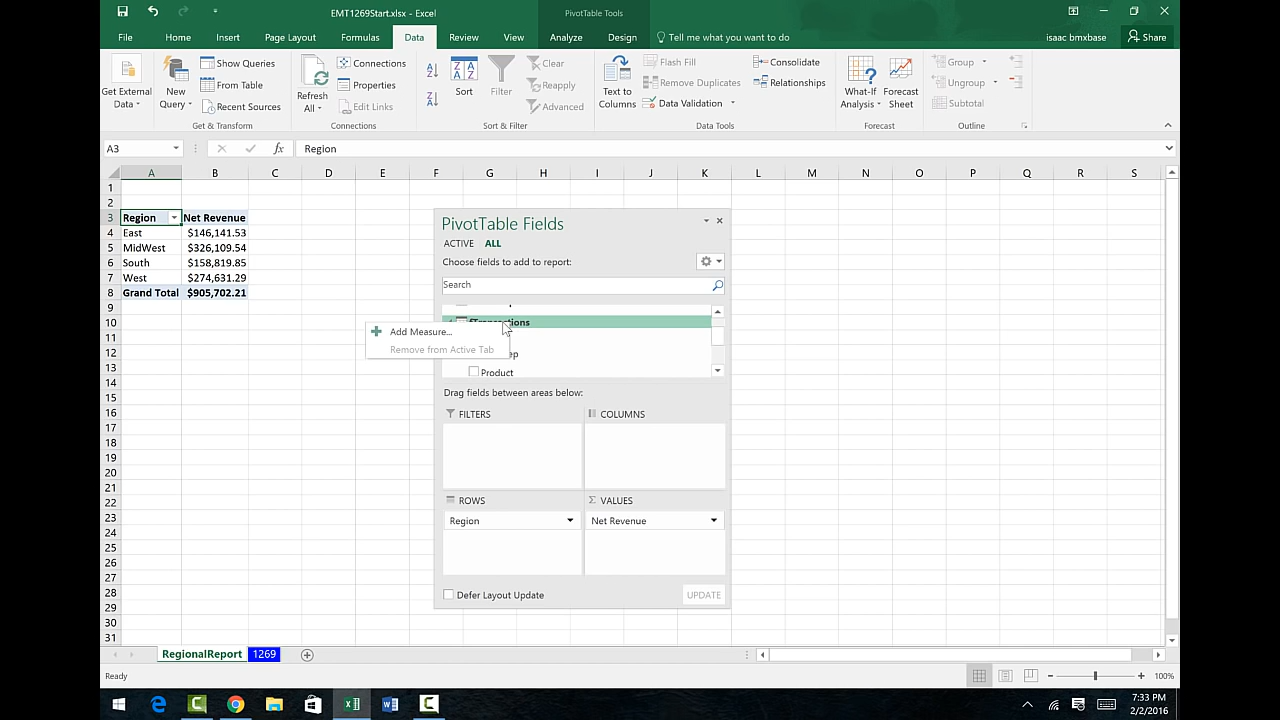 EMT1269Start.xlsx - Excel
PivotTable Tools
File Home Insert Page Layout Formulas Data Review View Analyze Design Tell me what you want to do isaac bmxbase Share
Get External Data
New Query
Show Queries
From Table
Recent Sources
Get & Transform
Refresh All
Connections
Properties
Edit Links
Connections
Sort
Filter
Clear
Reapply
Advanced
Sort & Filter
Text to Columns
Flash Fill
Remove Duplicates
Data Validation
Consolidate
Relationships
Data Tools
What-If Analysis
Forecast Sheet
Forecast
Group
Ungroup
Subtotal
Outline
A3 fx Region
A B C D E F G H I J K L M N O P Q R S
1
2
3 Region Net Revenue
4 East $146,141.53
5 MidWest $326,109.54
6 South $158,819.85
7 West $274,631.29
8 Grand Total $905,702.21
9
10
11
12
13
14
15
16
17
18
19
20
21
22
23
24
25
26
27
28
29
30
31
PivotTable Fields
ACTIVE ALL
Choose fields to add to report:
Search
fTransactions
Add Measure...
Remove from Active Tab
Product
Drag fields between areas below:
FILTERS COLUMNS
ROWS Σ VALUES
Region Net Revenue
Defer Layout Update UPDATE
RegionalReport 1269
Ready 100%
7:33 PM
2/2/2016